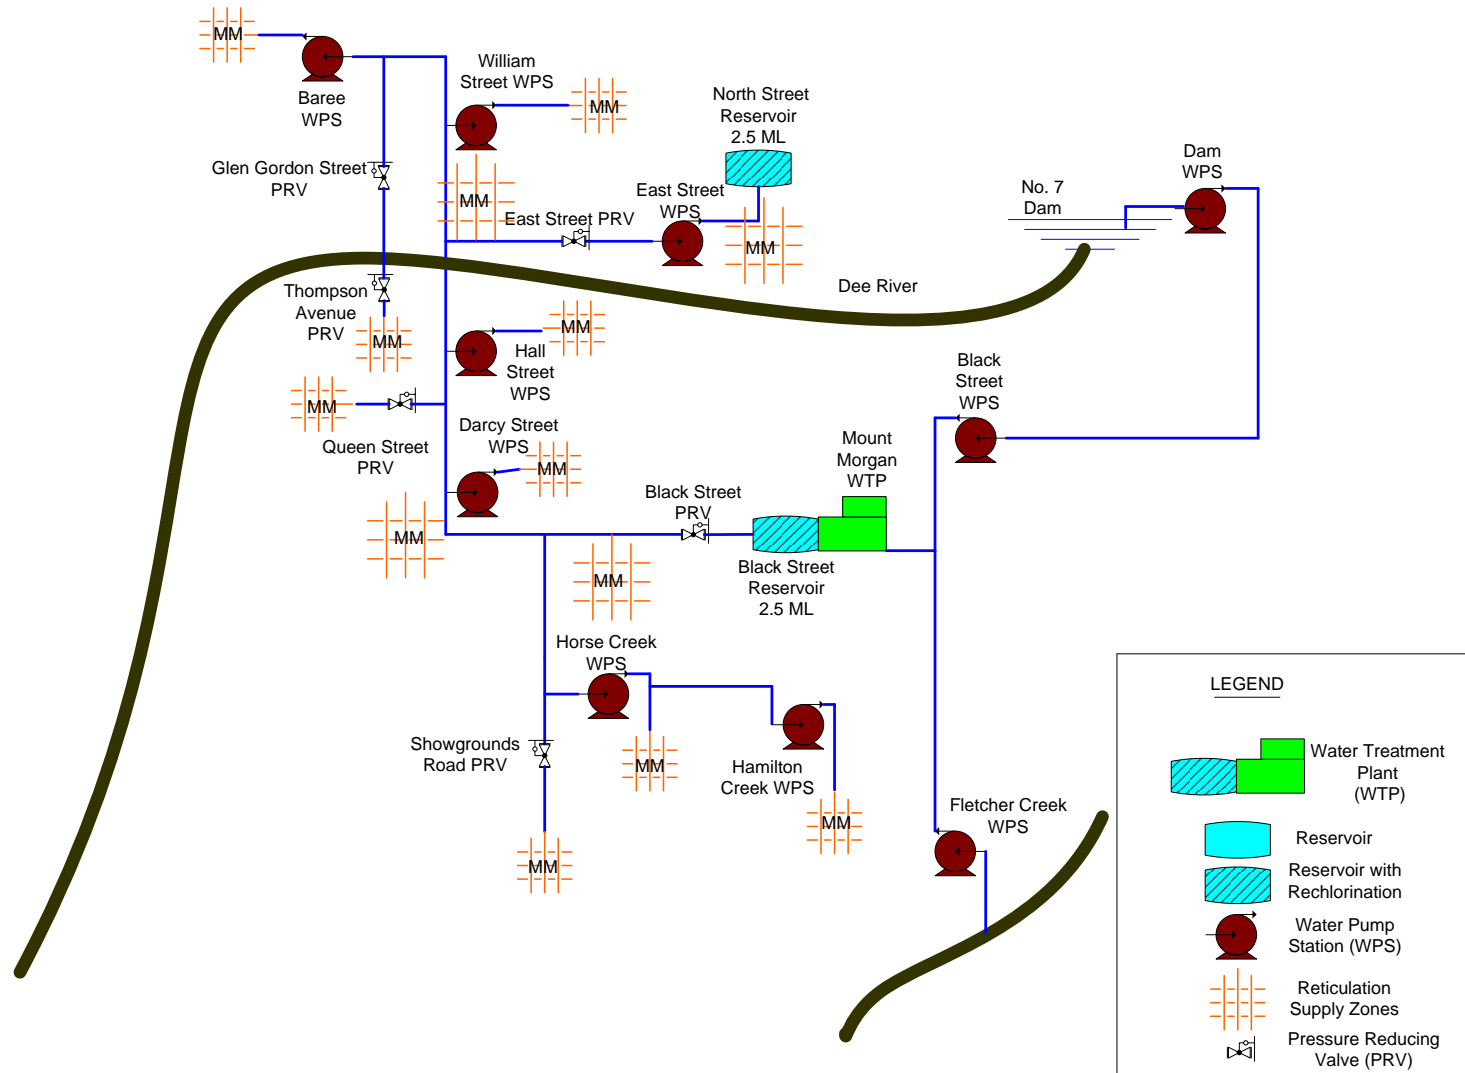 MM
Baree
WPS
William
Street WPS
MM
North Street
Reservoir
2.5 ML
Dam
WPS
No. 7
Dam
Glen Gordon Street
PRV
MM
East Street PRV
East Street
WPS
MM
Dee River
Thompson
Avenue
PRV
MM
MM
Hall
Street
WPS
Black
Street
WPS
MM
Queen Street
PRV
Darcy Street
WPS
MM
Mount
Morgan
WTP
MM
Black Street
PRV
MM
Black Street
Reservoir
2.5 ML
Horse Creek
WPS
Showgrounds
Road PRV
MM
Hamilton
Creek WPS
MM
MM
Fletcher Creek
WPS
LEGEND
Water Treatment
Plant
(WTP)
Reservoir
Reservoir with
Rechlorination
Water Pump
Station (WPS)
Reticulation
Supply Zones
Pressure Reducing
Valve (PRV)